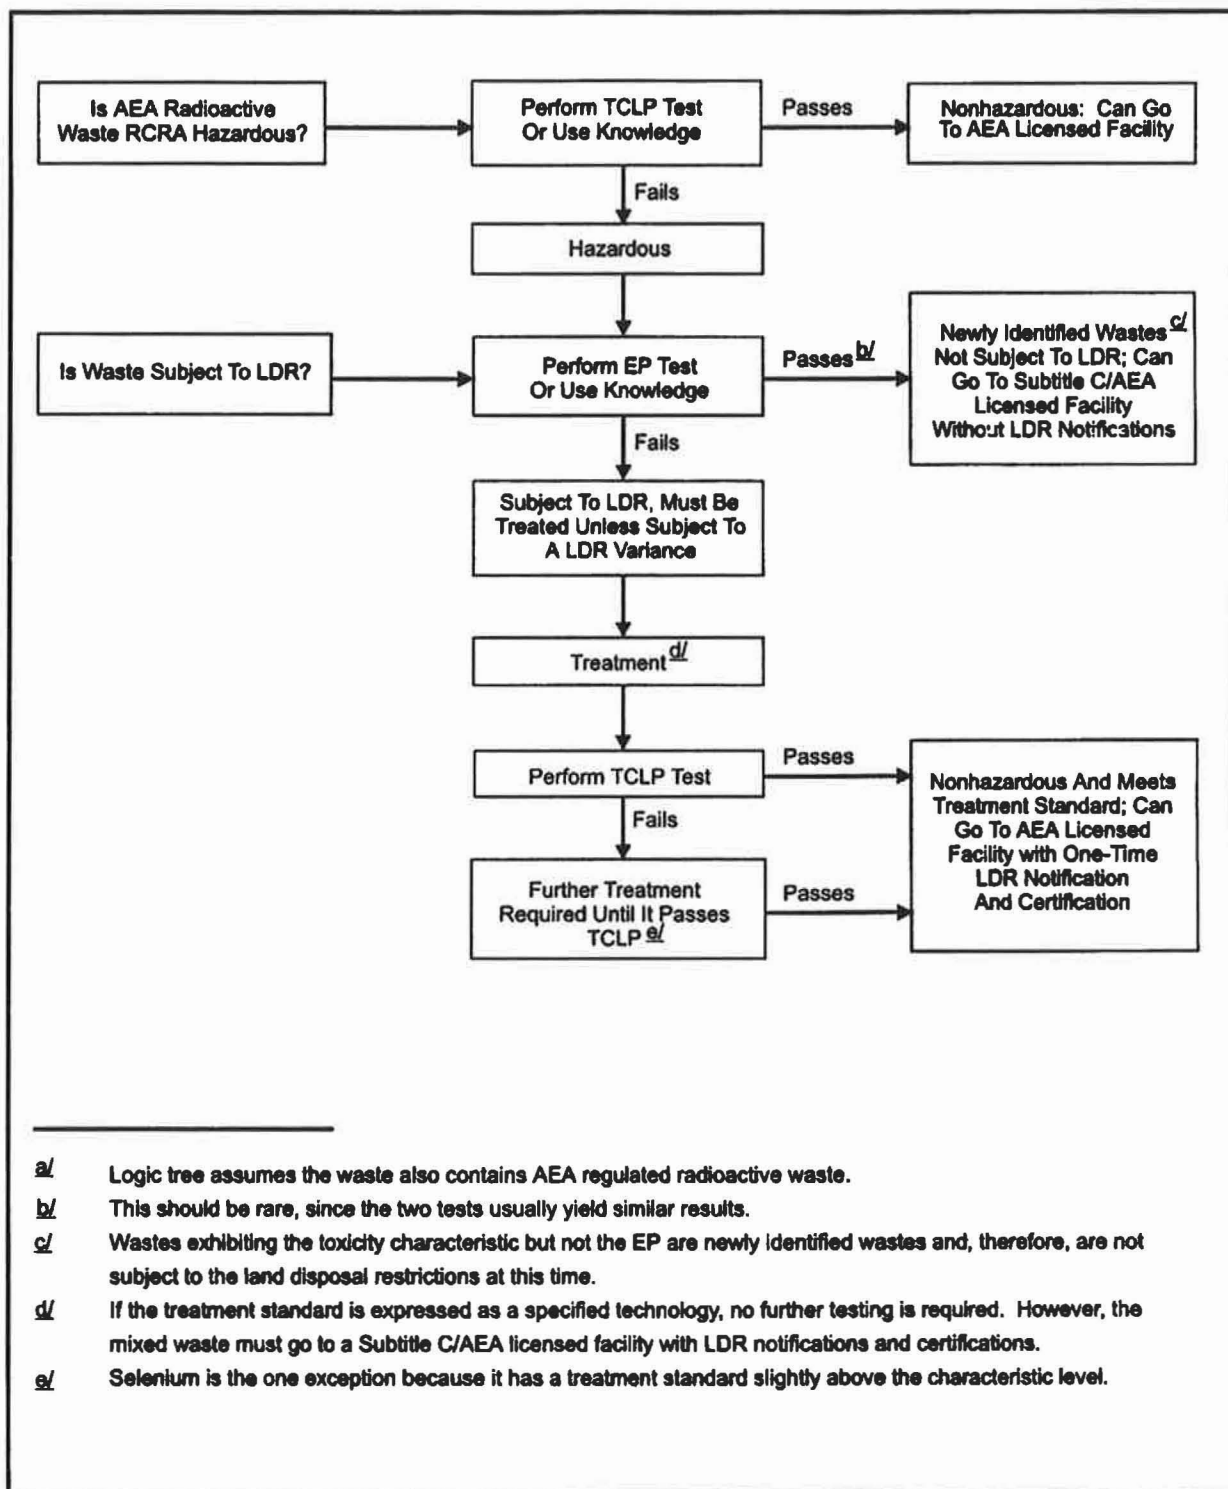 Is AEA Radioactive
Waste RCRA Hazardous?
Perform TCLP Test
Or Use Knowledge
Passes
Nonhazardous: Can Go
To AEA Licensed Facility
Fails
Hazardous
Is Waste Subject To LDR?
Perform EP Test
Or Use Knowledge
Passes b/
Newly Identified Wastes c/
Not Subject To LDR; Can
Go To Subtitle C/AEA
Licensed Facility
Without LDR Notifications
Fails
Subject To LDR, Must Be
Treated Unless Subject To
A LDR Variance
Treatment d/
Perform TCLP Test
Passes
Nonhazardous And Meets
Treatment Standard; Can
Go To AEA Licensed
Facility with One-Time
LDR Notification
And Certification
Fails
Further Treatment
Required Until It Passes
TCLP e/
Passes
a/ Logic tree assumes the waste also contains AEA regulated radioactive waste.
b/ This should be rare, since the two tests usually yield similar results.
c/ Wastes exhibiting the toxicity characteristic but not the EP are newly identified wastes and, therefore, are not
subject to the land disposal restrictions at this time.
d/ If the treatment standard is expressed as a specified technology, no further testing is required. However, the
mixed waste must go to a Subtitle C/AEA licensed facility with LDR notifications and certifications.
e/ Selenium is the one exception because it has a treatment standard slightly above the characteristic level.